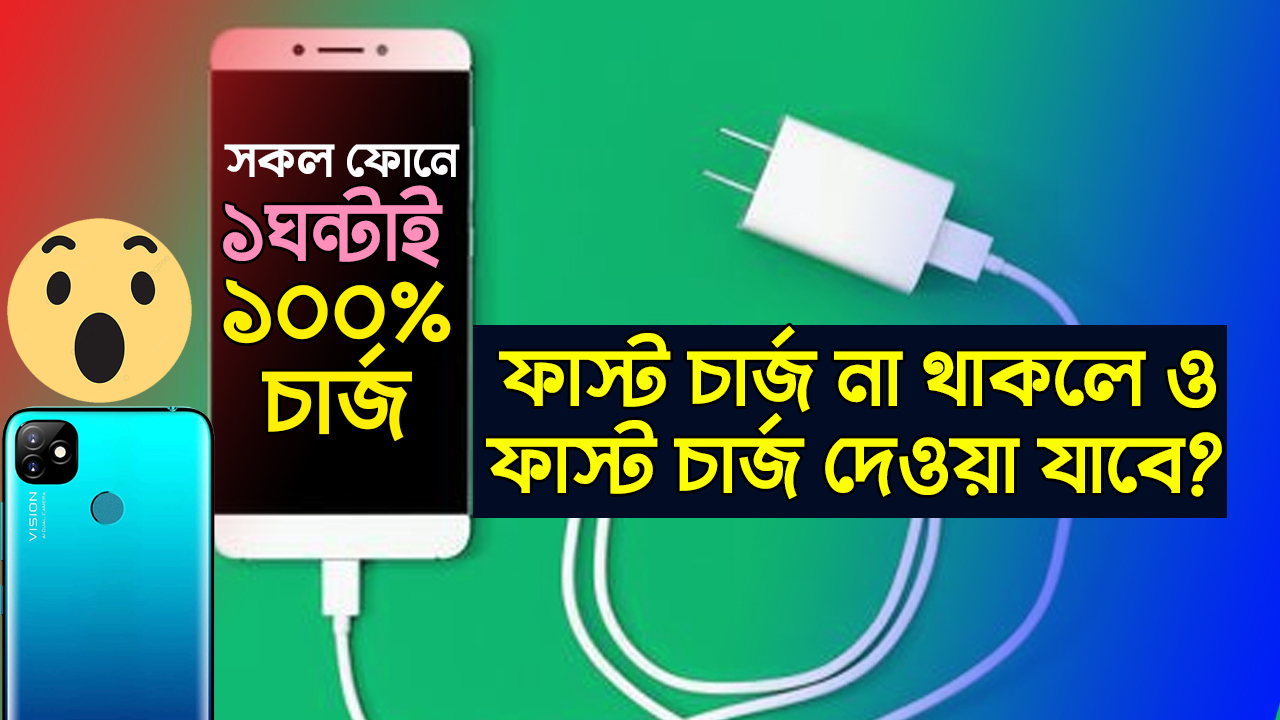 সকল ফোনে
১ঘন্টাই
১০০%
চার্জ
ফাস্ট চার্জ না থাকলে ও
ফাস্ট চার্জ দেওয়া যাবে?
VISION